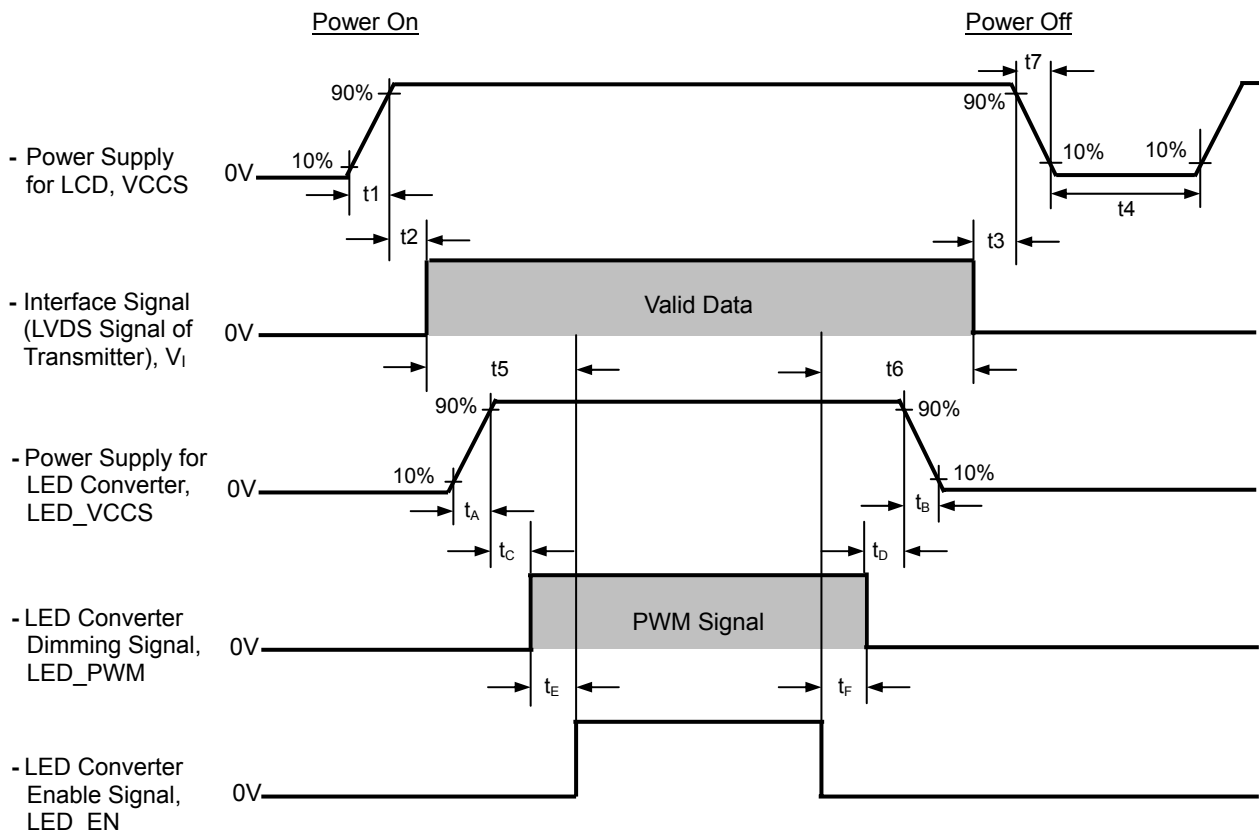 Power On
Power Off
t7
90%
90%
- Power Supply
for LCD, VCCS
0V
10%
10%
10%
t1
t4
t2
t3
- Interface Signal
(LVDS Signal of
Transmitter), VI
0V
Valid Data
t5
t6
90%
90%
- Power Supply for
LED Converter,
LED_VCCS
0V
10%
10%
tA
tB
tC
tD
- LED Converter
Dimming Signal,
LED_PWM
0V
PWM Signal
tE
tF
- LED Converter
Enable Signal,
LED_EN
0V